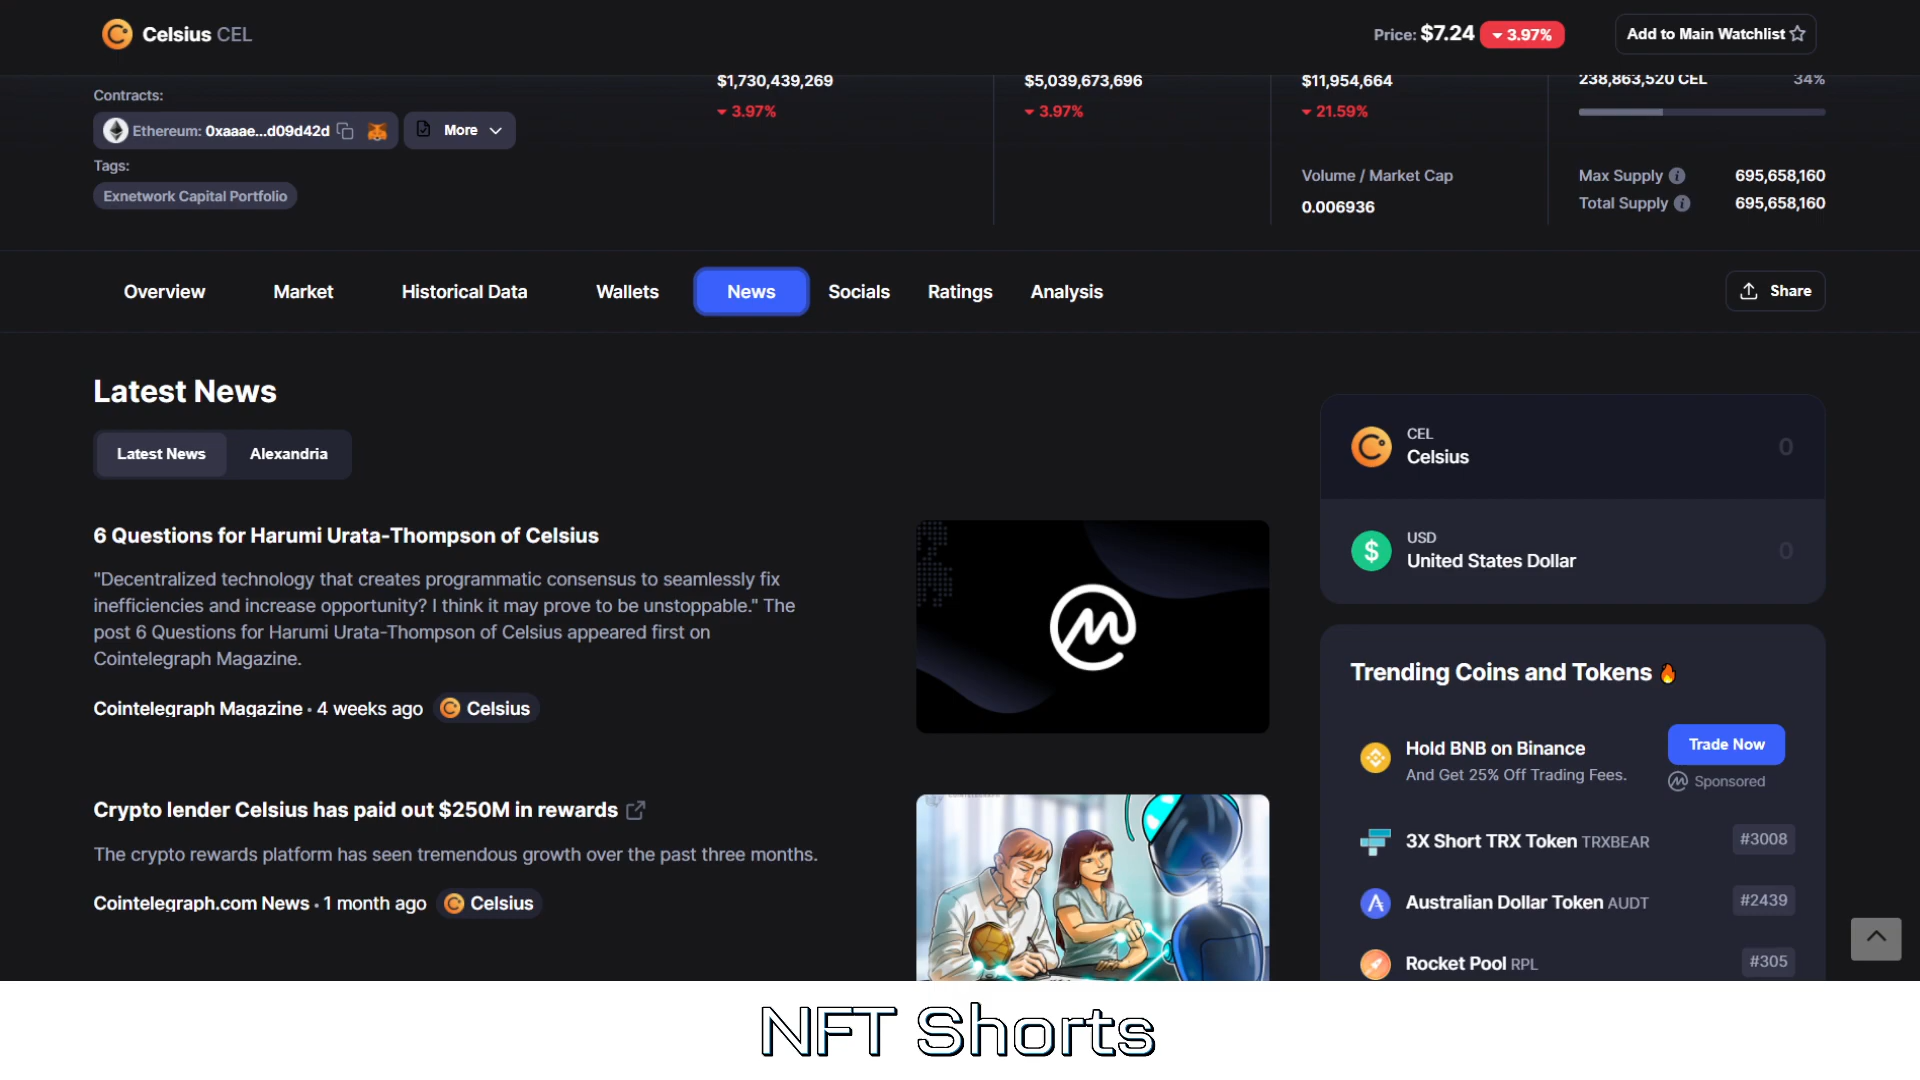 Celsius CEL
Price: $7.24 3.97%
Add to Main Watchlist
Contracts:
Ethereum: 0xaaae...d09d42d
More
Tags:
Exnetwork Capital Portfolio
$1,730,439,269
3.97%
$5,039,673,696
3.97%
$11,954,664
21.59%
Volume / Market Cap
0.006936
238,863,520 CEL 34%
Max Supply 695,658,160
Total Supply 695,658,160
Overview Market Historical Data Wallets News Socials Ratings Analysis
Share
Latest News
Latest News Alexandria
6 Questions for Harumi Urata-Thompson of Celsius
"Decentralized technology that creates programmatic consensus to seamlessly fix
inefficiencies and increase opportunity? I think it may prove to be unstoppable." The
post 6 Questions for Harumi Urata-Thompson of Celsius appeared first on
Cointelegraph Magazine.
Cointelegraph Magazine · 4 weeks ago Celsius
Crypto lender Celsius has paid out $250M in rewards
The crypto rewards platform has seen tremendous growth over the past three months.
Cointelegraph.com News · 1 month ago Celsius
CEL
Celsius 0
USD
United States Dollar 0
Trending Coins and Tokens
Hold BNB on Binance
And Get 25% Off Trading Fees.
Trade Now
Sponsored
3X Short TRX Token TRXBEAR #3008
Australian Dollar Token AUDT #2439
Rocket Pool RPL #305
NFT Shorts